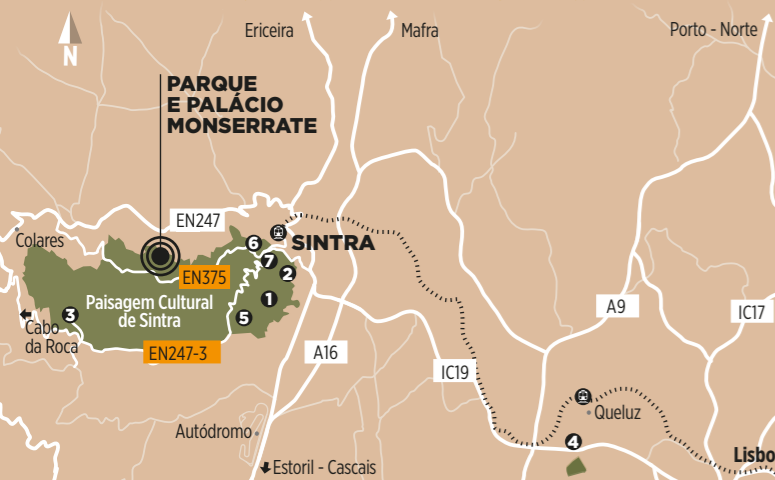 Ericeira
Mafra
Porto - Norte
N
PARQUE
E PALÁCIO
MONSERRATE
EN247
Colares
6
SINTRA
7
EN375
2
Paisagem Cultural
de Sintra
1
3
5
Cabo
da Roca
EN247-3
A16
A9
IC17
IC19
Queluz
Autódromo
4
Lisbo
Estoril - Cascais